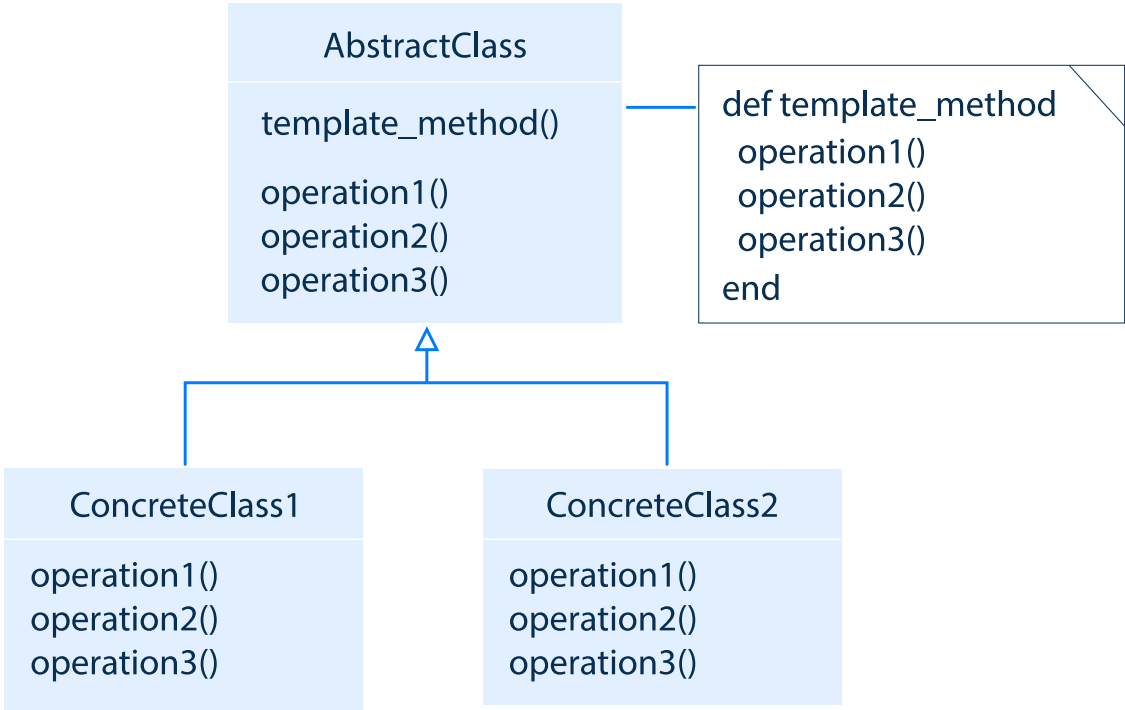 AbstractClass
template_method()
operation1()
operation2()
operation3()
def template_method
operation1()
operation2()
operation3()
end
ConcreteClass1
operation1()
operation2()
operation3()
ConcreteClass2
operation1()
operation2()
operation3()